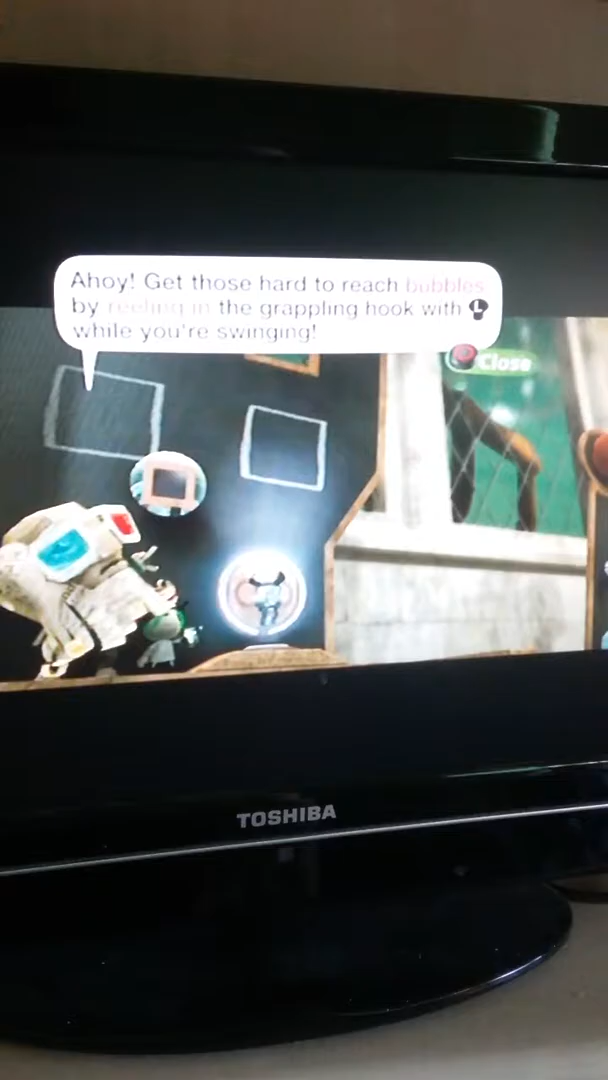 Ahoy! Get those hard to reach bubbles
by reeling in the grappling hook with L
while you're swinging!
Close
TOSHIBA